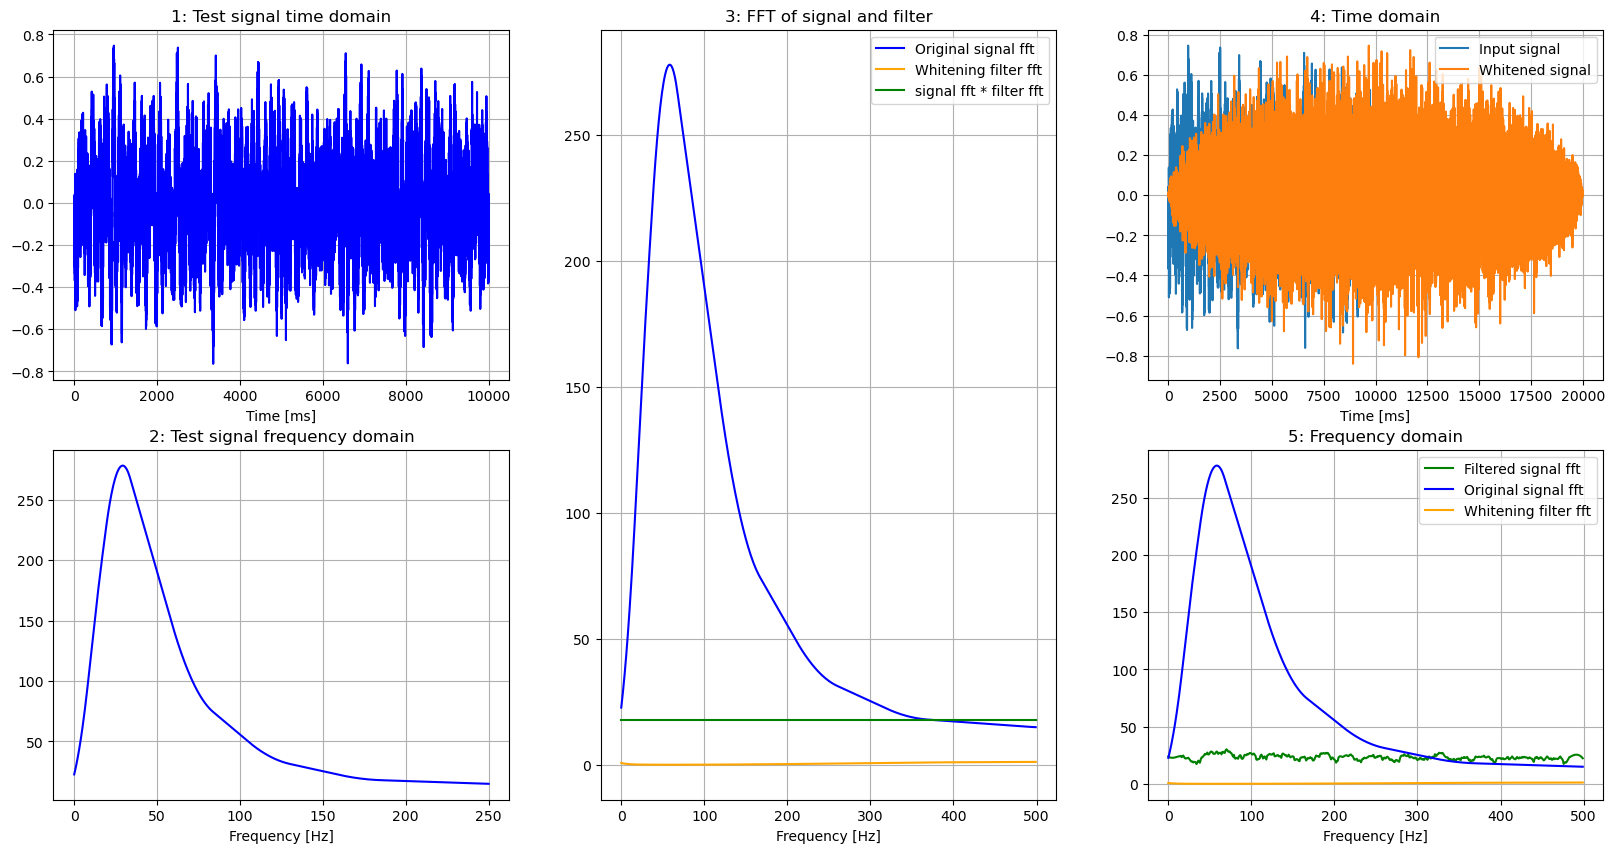 1: Test signal time domain
0.8
0.6
0.4
0.2
0.0
−0.2
−0.4
−0.6
−0.8
0 2000 4000 6000 8000 10000
Time [ms]
2: Test signal frequency domain
250
200
150
100
50
0 50 100 150 200 250
Frequency [Hz]
3: FFT of signal and filter
Original signal fft
Whitening filter fft
signal fft * filter fft
250
200
150
100
50
0
0 100 200 300 400 500
Frequency [Hz]
4: Time domain
Input signal
Whitened signal
0.8
0.6
0.4
0.2
0.0
−0.2
−0.4
−0.6
−0.8
0 2500 5000 7500 10000 12500 15000 17500 20000
Time [ms]
5: Frequency domain
Filtered signal fft
Original signal fft
Whitening filter fft
250
200
150
100
50
0
0 100 200 300 400 500
Frequency [Hz]